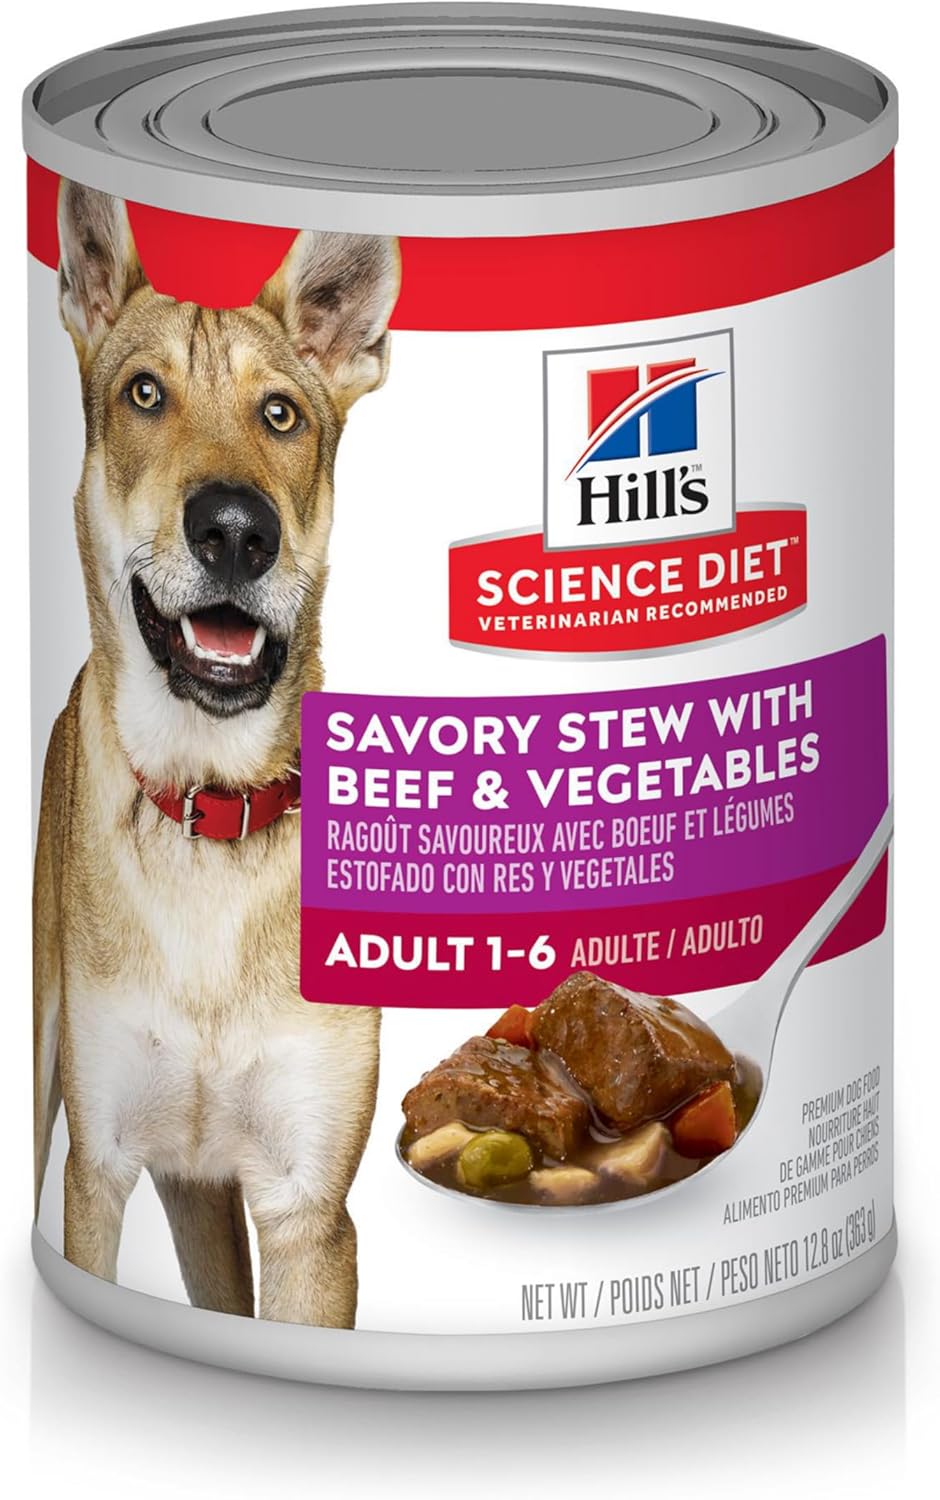 Hill's™
SCIENCE DIET™
VETERINARIAN RECOMMENDED
SAVORY STEW WITH
BEEF & VEGETABLES
RAGOÛT SAVOUREUX AVEC BOEUF ET LÉGUMES
ESTOFADO CON RES Y VEGETALES
ADULT 1-6 ADULTE / ADULTO
PREMIUM DOG FOOD
NOURRITURE HAUT
DE GAMME POUR CHIENS
ALIMENTO PREMIUM PARA PERROS
NET WT / POIDS NET / PESO NETO 12.8 oz (363 g)